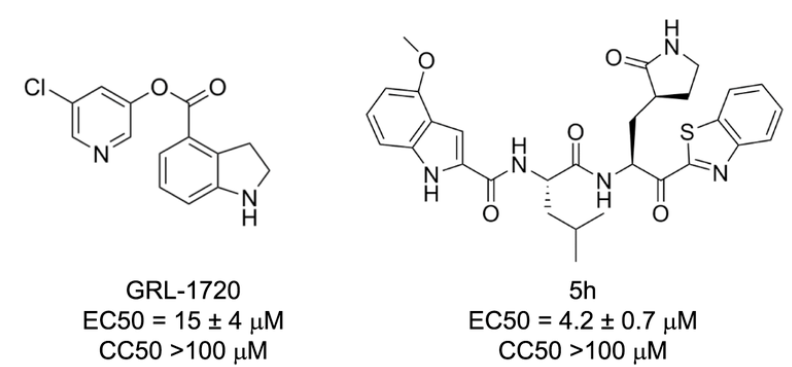 Cl
O
O
N
N
H
GRL-1720
EC50 = 15 ± 4 μM
CC50 >100 μM
O
N
H
O
H
N
O
N
H
O
H
N
O
S
N
5h
EC50 = 4.2 ± 0.7 μM
CC50 >100 μM